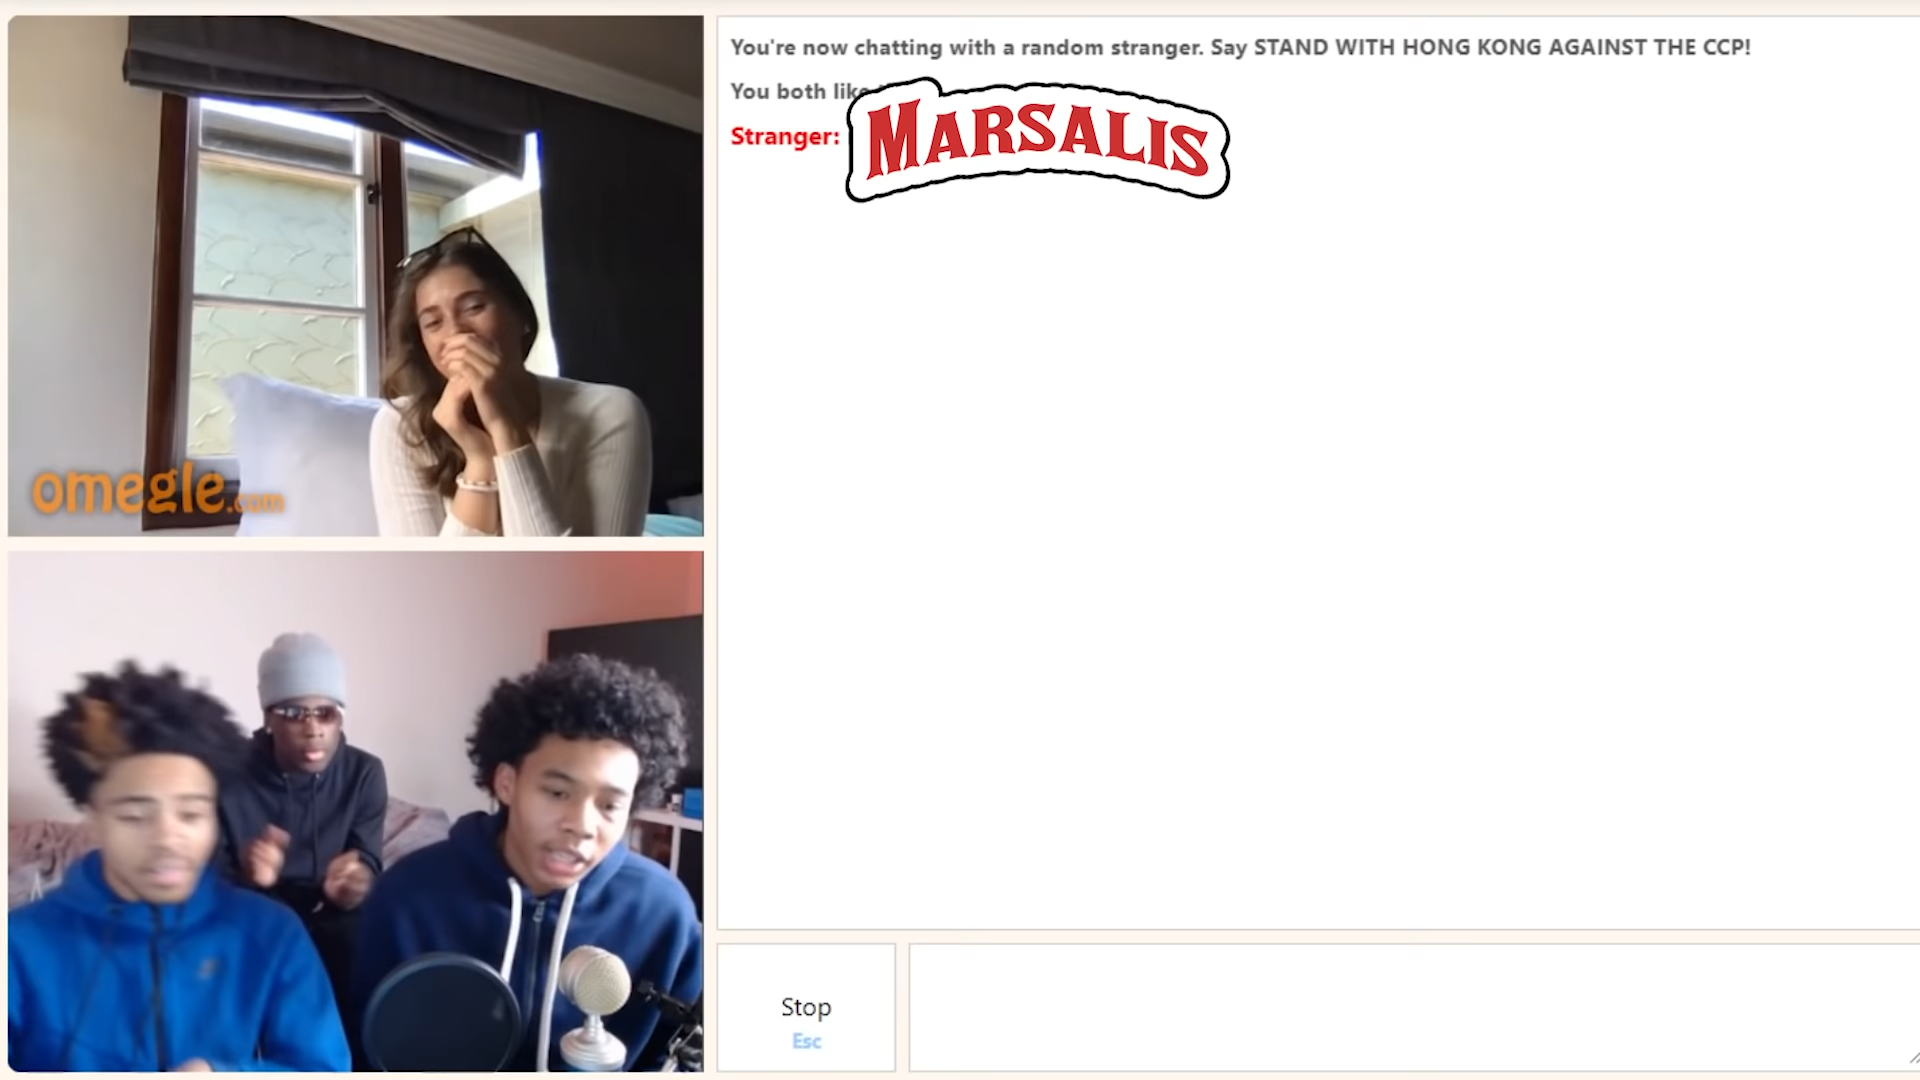 You're now chatting with a random stranger. Say STAND WITH HONG KONG AGAINST THE CCP!
You both like
Stranger:
MARSALIS
omegle.com
Stop
Esc